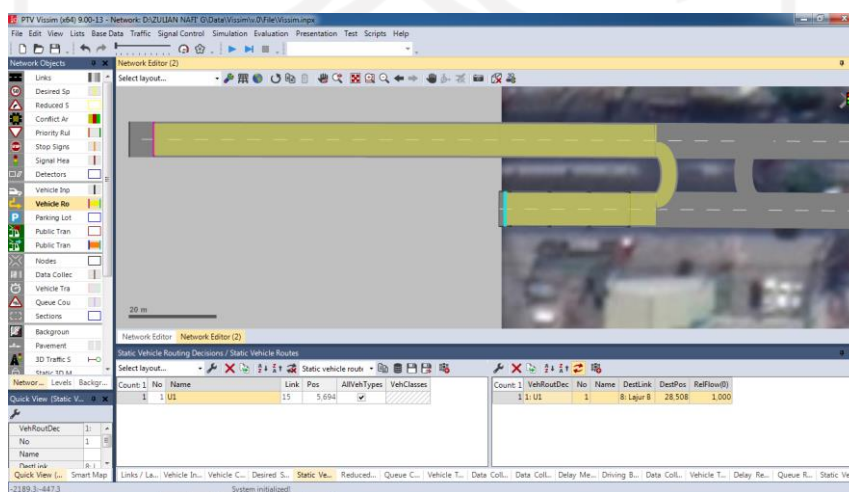 PTV Vissim (x64) 9.00-13 - Network: D:\ZULIAN NAFI' G\Data\Vissim\v.0\File\Vissim.inpx
File Edit View Lists Base Data Traffic Signal Control Simulation Evaluation Presentation Test Scripts Help
Network Objects
Network Editor (2)
Select layout...
Links
Desired Sp
Reduced S
Conflict Ar
Priority Rul
Stop Signs
Signal Hea
Detectors
Vehicle Inp
Vehicle Ro
Parking Lot
Public Tran
Public Tran
Nodes
Data Collec
Vehicle Tra
Queue Cou
Sections
Backgroun
Pavement
3D Traffic S
Static 3D M
20 m
Network Editor Network Editor (2)
Networ... Levels Backgr...
Static Vehicle Routing Decisions / Static Vehicle Routes
Select layout... Static vehicle routi
Count: 1 No Name Link Pos AllVehTypes VehClasses
1 1 U1 15 5,694
Count: 1 VehRoutDec No Name DestLink DestPos RelFlow(0)
1 1: U1 1 8: Lajur B 28,508 1,000
Quick View (Static V...
VehRoutDec 1:
No 1
Name
DestLink 8: L
Quick View (... Smart Map
Links / La... Vehicle In... Vehicle C... Desired S... Static Ve... Reduced... Queue C... Vehicle T... Data Coll... Data Coll... Delay Me... Driving B... Data Coll... Vehicle T... Delay Re... Queue R... Static Ve
-2189.3:-447.3 System initialized!